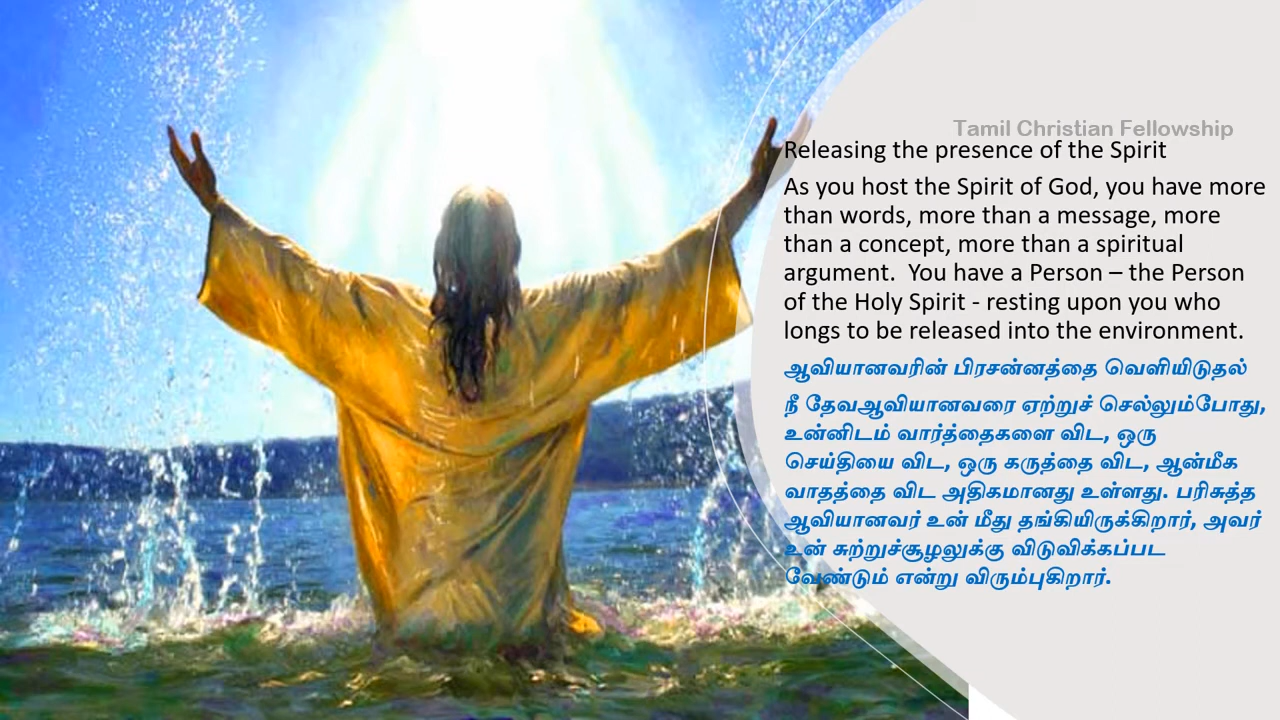 Tamil Christian Fellowship
Releasing the presence of the Spirit
As you host the Spirit of God, you have more
than words, more than a message, more
than a concept, more than a spiritual
argument.  You have a Person – the Person
of the Holy Spirit - resting upon you who
longs to be released into the environment.
ஆவியானவரின் பிரசன்னத்தை வெளியிடுதல்
நீ தேவஆவியானவரை ஏற்றுச் செல்லும்போது,
உன்னிடம் வார்த்தைகளை விட, ஒரு
செய்தியை விட, ஒரு கருத்தை விட, ஆன்மீக
வாதத்தை விட அதிகமானது உள்ளது. பரிசுத்த
ஆவியானவர் உன் மீது தங்கியிருக்கிறார், அவர்
உன் சுற்றுச்சூழலுக்கு விடுவிக்கப்பட
வேண்டும் என்று விரும்புகிறார்.